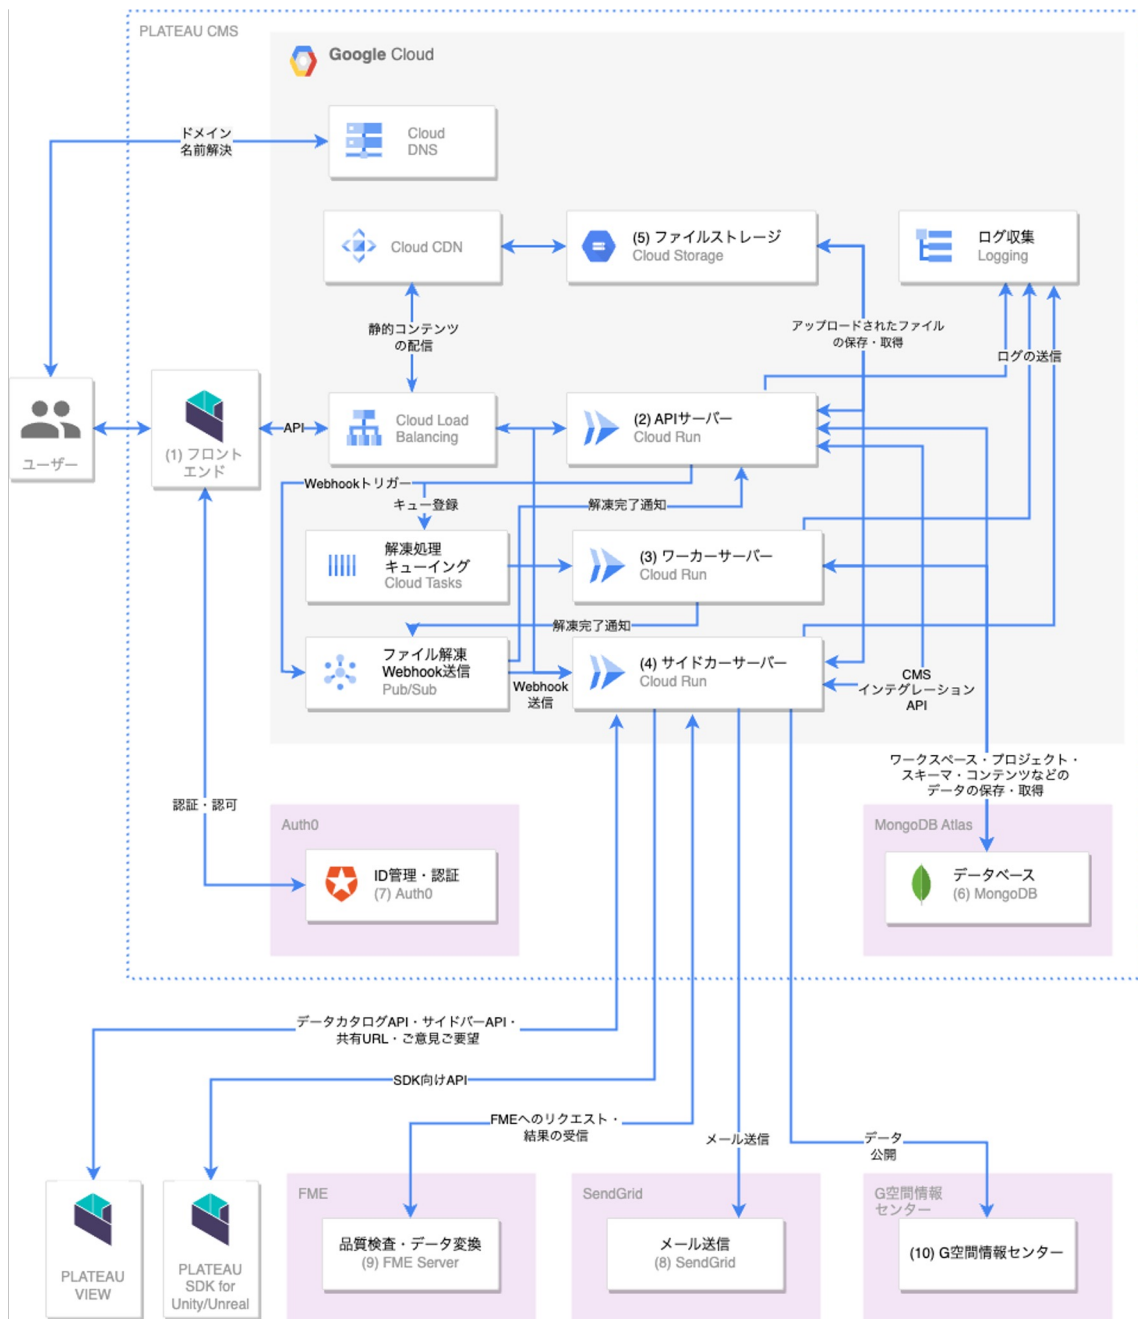 PLATEAU CMS
Google Cloud
ドメイン
名前解決
Cloud
DNS
Cloud CDN
(5) ファイルストレージ
Cloud Storage
ログ収集
Logging
静的コンテンツ
の配信
アップロードされたファイル
の保存・取得
ログの送信
ユーザー
(1) フロント
エンド
API
Cloud Load
Balancing
(2) APIサーバー
Cloud Run
Webhookトリガー
キュー登録
解凍完了通知
解凍処理
キューイング
Cloud Tasks
(3) ワーカーサーバー
Cloud Run
解凍完了通知
ファイル解凍
Webhook送信
Pub/Sub
Webhook
送信
(4) サイドカーサーバー
Cloud Run
CMS
インテグレーション
API
ワークスペース・プロジェクト・
スキーマ・コンテンツなどの
データの保存・取得
認証・認可
Auth0
ID管理・認証
(7) Auth0
MongoDB Atlas
データベース
(6) MongoDB
データカタログAPI・サイドバーAPI・
共有URL・ご意見ご要望
SDK向けAPI
FMEへのリクエスト・
結果の受信
メール送信
データ
公開
PLATEAU
VIEW
PLATEAU
SDK for
Unity/Unreal
FME
品質検査・データ変換
(9) FME Server
SendGrid
メール送信
(8) SendGrid
G空間情報
センター
(10) G空間情報センター